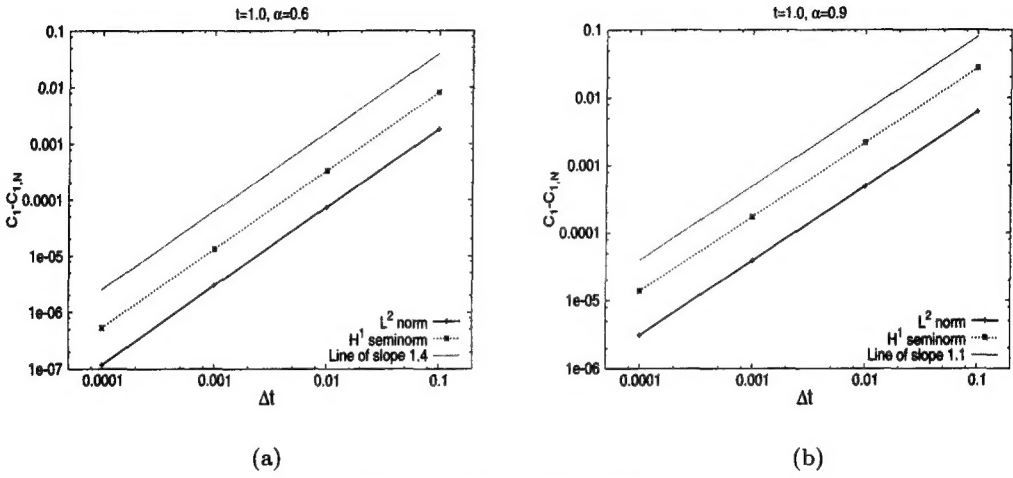 t=1.0, α=0.6
0.1
0.01
0.001
0.0001
1e-05
1e-06
1e-07
C₁-C₁,N
L² norm
H¹ seminorm
Line of slope 1.4
0.0001 0.001 0.01 0.1
Δt
(a)
t=1.0, α=0.9
0.1
0.01
0.001
0.0001
1e-05
1e-06
C₁-C₁,N
L² norm
H¹ seminorm
Line of slope 1.1
0.0001 0.001 0.01 0.1
Δt
(b)